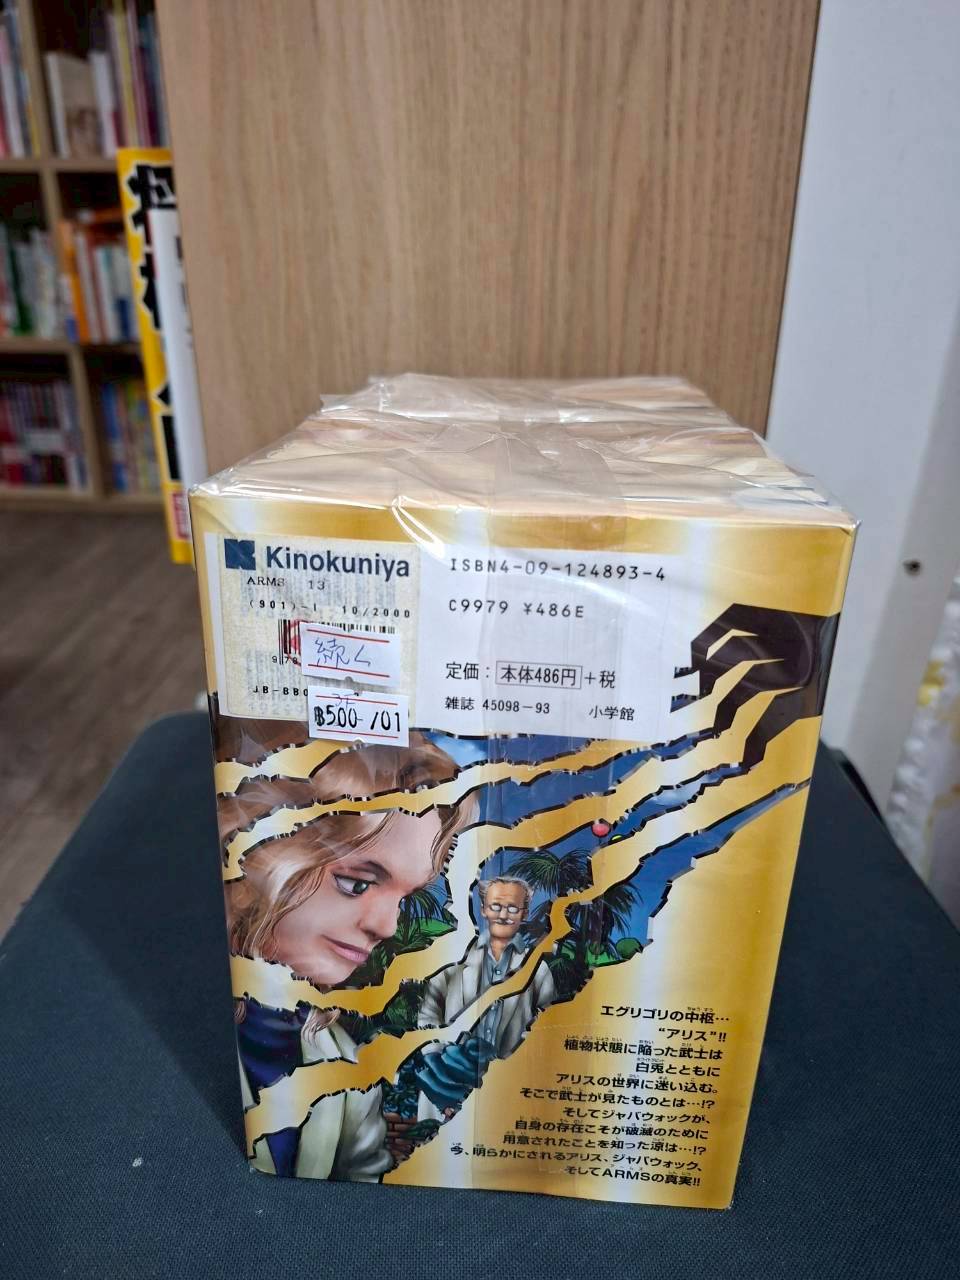 Kinokuniya
ARMS 13
(901)-1 10/2000
続く
3F
฿500-/01
ISBN4-09-124893-4
C9979 ¥486E
定価:本体486円+税
雑誌 45098-93 小学館
エグリゴリの中枢…
“アリス”!!
植物状態に陥った武士は
白兎とともに
アリスの世界に迷い込む。
そこで武士が見たものとは…!?
そしてジャバウォックが、
自身の存在こそが破滅のために
用意されたことを知った涼は…!?
今、明らかにされるアリス、ジャバウォック、
そしてARMSの真実!!